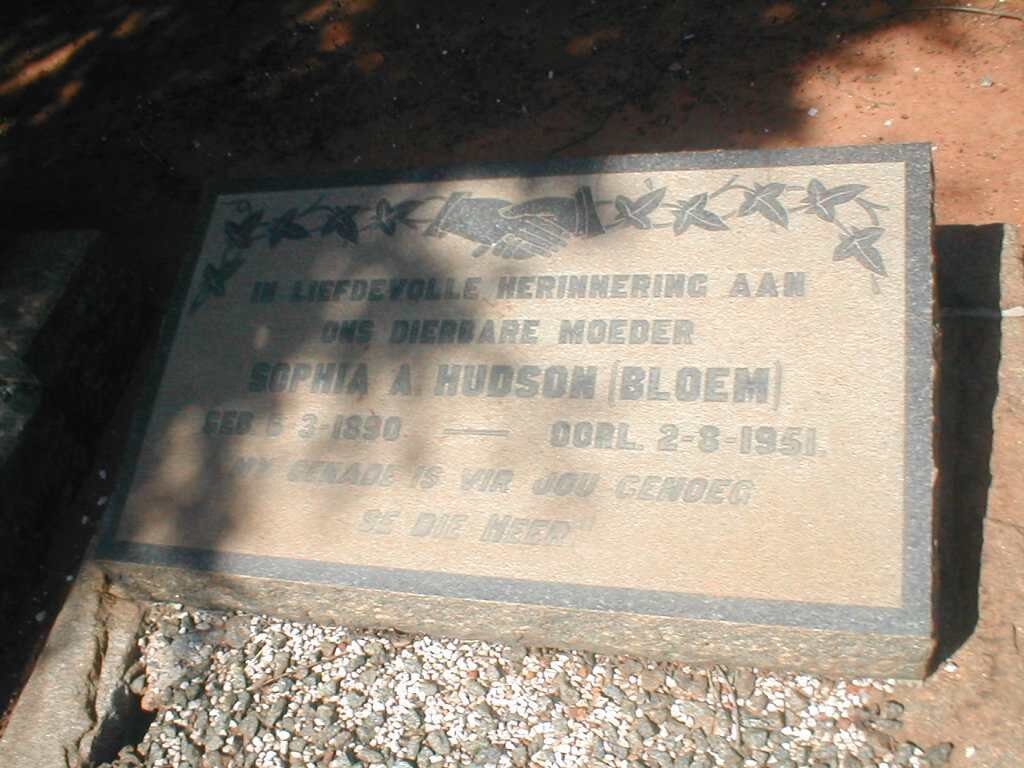 IN LIEFDEVOLLE HERINNERING AAN
ONS DIERBARE MOEDER
SOPHIA A. HUDSON (BLOEM)
GEB. 6-3-1890. — OORL. 2-8-1951.
"MY GENADE IS VIR JOU GENOEG
SE DIE HEER"